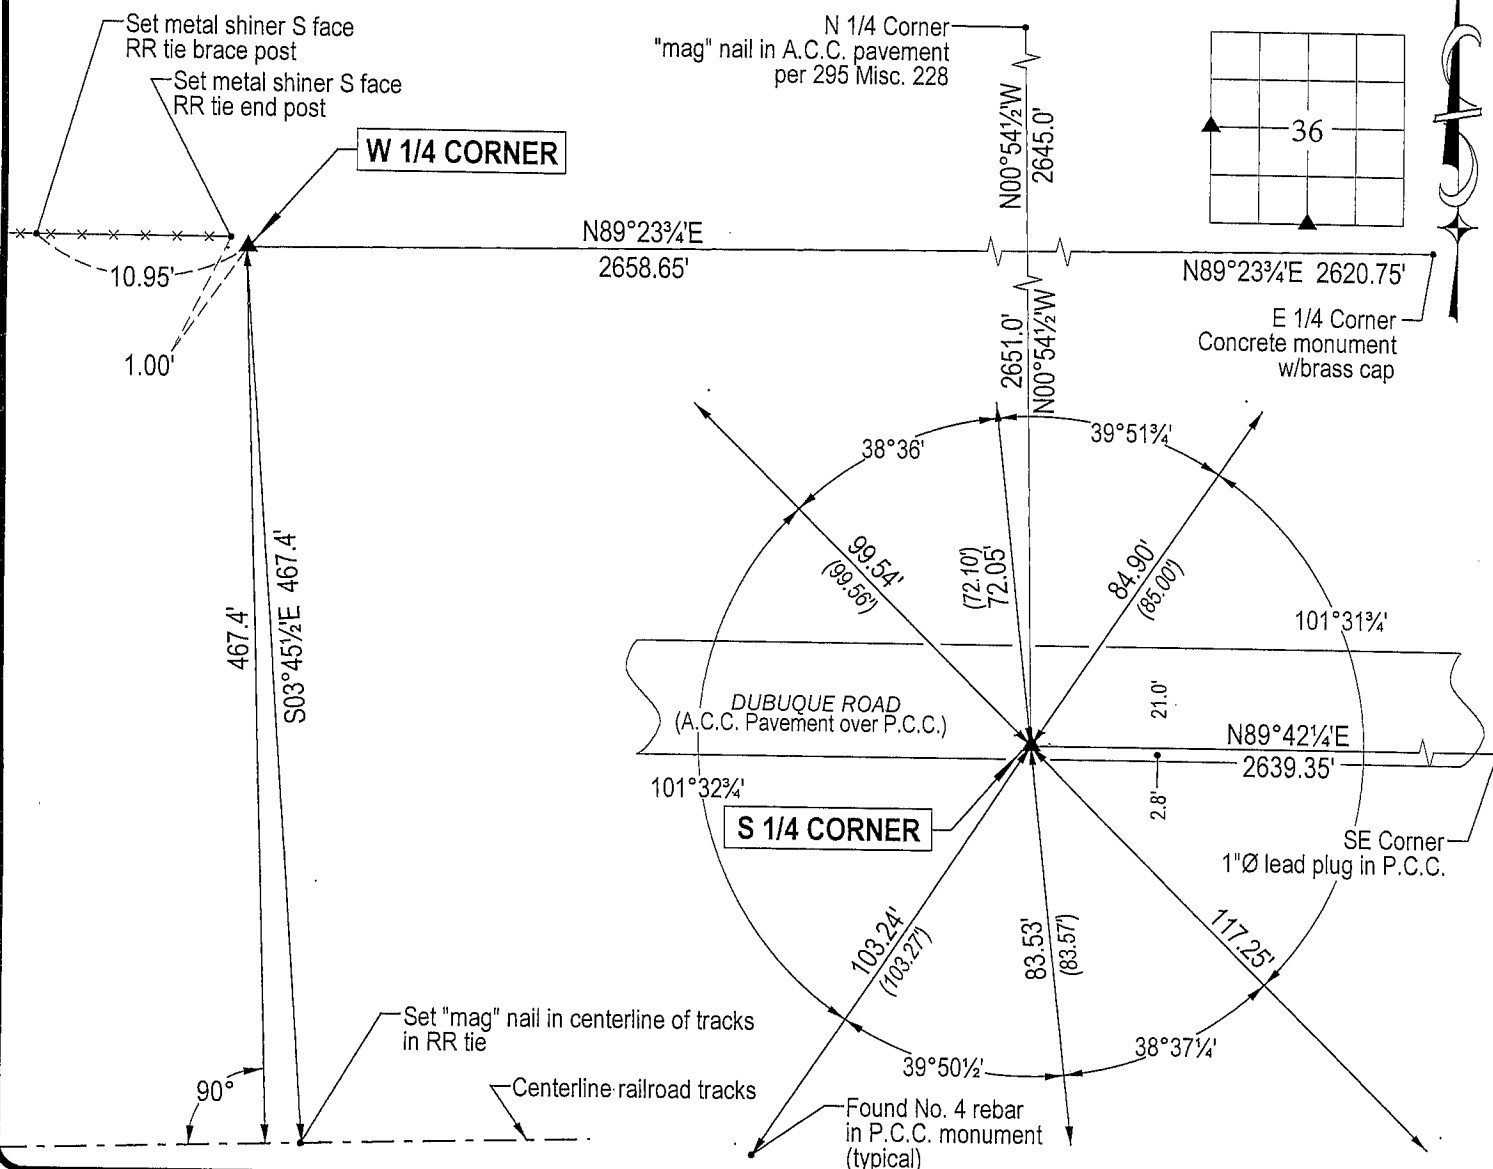 Set metal shiner S face
RR tie brace post
Set metal shiner S face
RR tie end post
W 1/4 CORNER
N 1/4 Corner
"mag" nail in A.C.C. pavement
per 295 Misc. 228
N00°54½'W
2645.0'
36
N89°23¾'E
2658.65'
N89°23¾'E 2620.75'
E 1/4 Corner
Concrete monument
w/brass cap
10.95'
1.00'
2651.0'
N00°54½'W
38°36'
39°51¾'
99.54'
(99.56')
(72.10')
72.05'
84.90'
(85.00')
101°31¾'
467.4'
S03°45½'E 467.4'
DUBUQUE ROAD
(A.C.C. Pavement over P.C.C.)
21.0'
N89°42¼'E
2639.35'
2.8'
101°32¾'
S 1/4 CORNER
SE Corner
1"Ø lead plug in P.C.C.
103.24'
(103.27')
83.53'
(83.57')
117.25'
Set "mag" nail in centerline of tracks
in RR tie
39°50½'
38°37¼'
90°
Centerline railroad tracks
Found No. 4 rebar
in P.C.C. monument
(typical)